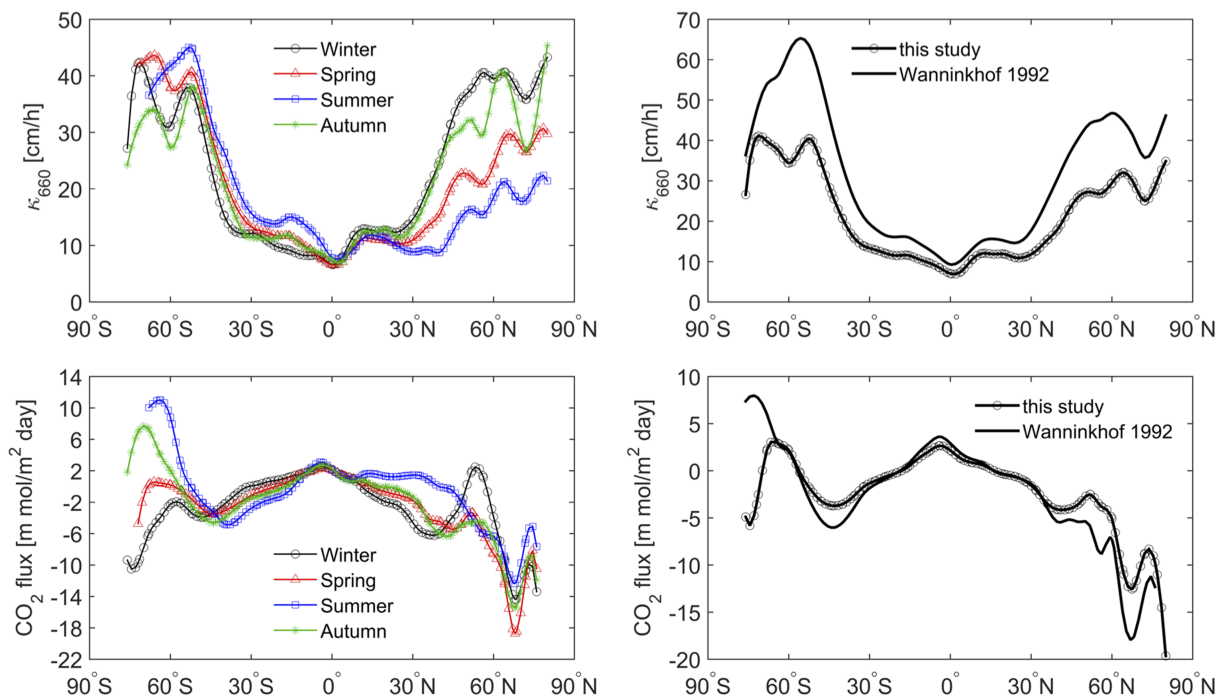 50
40
30
20
10
0
κ660 [cm/h]
Winter
Spring
Summer
Autumn
90°S 60°S 30°S 0° 30°N 60°N 90°N
70
60
50
40
30
20
10
0
κ660 [cm/h]
this study
Wanninkhof 1992
90°S 60°S 30°S 0° 30°N 60°N 90°N
14
10
6
2
-2
-6
-10
-14
-18
-22
CO2 flux [m mol/m2 day]
Winter
Spring
Summer
Autumn
90°S 60°S 30°S 0° 30°N 60°N 90°N
10
5
0
-5
-10
-15
-20
CO2 flux [m mol/m2 day]
this study
Wanninkhof 1992
90°S 60°S 30°S 0° 30°N 60°N 90°N